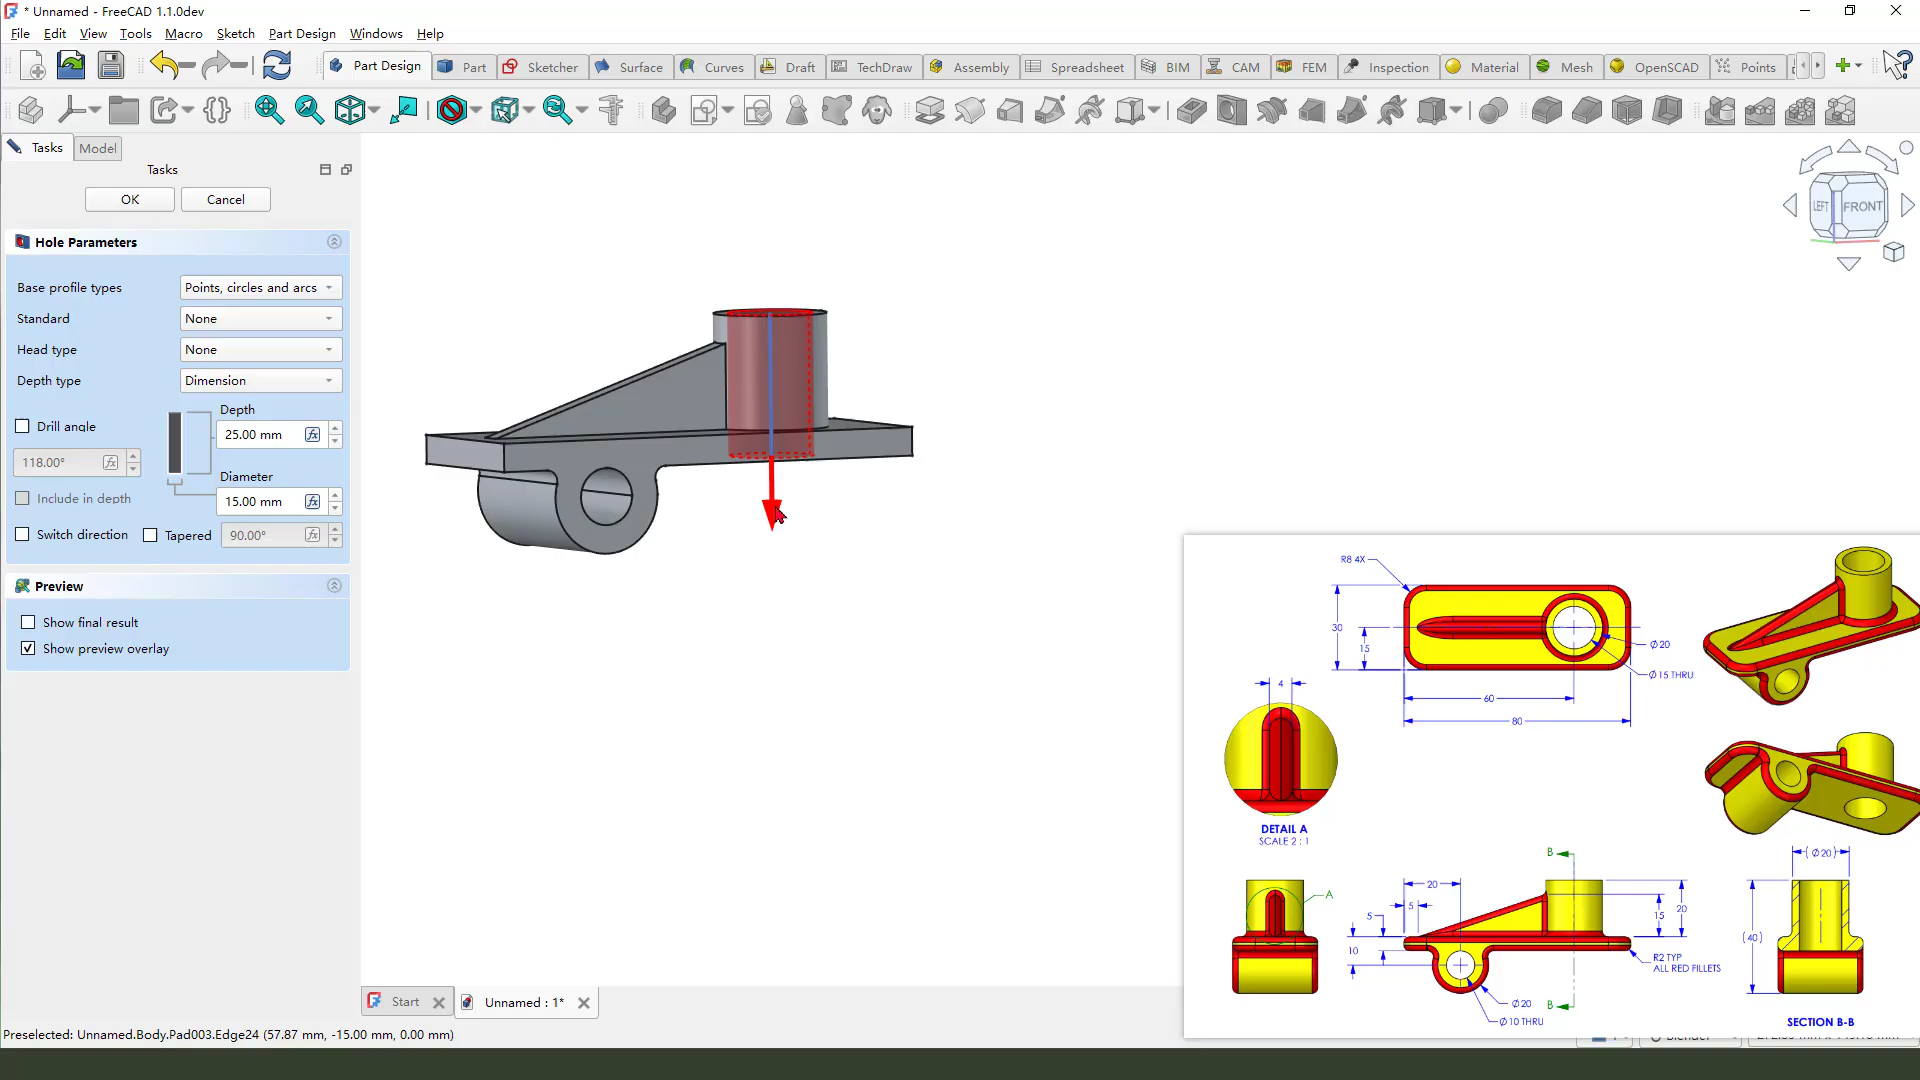 * Unnamed - FreeCAD 1.1.0dev
File Edit View Tools Macro Sketch Part Design Windows Help
Part Design Part Sketcher Surface Curves Draft TechDraw Assembly Spreadsheet BIM CAM FEM Inspection Material Mesh OpenSCAD Points
Tasks Model
Tasks
OK Cancel
Hole Parameters
Base profile types Points, circles and arcs
Standard None
Head type None
Depth type Dimension
Depth
Drill angle 25.00 mm
118.00°
Diameter
Include in depth 15.00 mm
Switch direction Tapered 90.00°
Preview
Show final result
Show preview overlay
LEFT FRONT
R8 4X
30
15
Ø20
Ø15 THRU
60
80
4
DETAIL A
SCALE 2 : 1
A
B
20
5
5
10
15
20
R2 TYP
ALL RED FILLETS
Ø20
Ø10 THRU
B
(Ø20)
(40)
SECTION B-B
Start Unnamed : 1*
Preselected: Unnamed.Body.Pad003.Edge24 (57.87 mm, -15.00 mm, 0.00 mm)